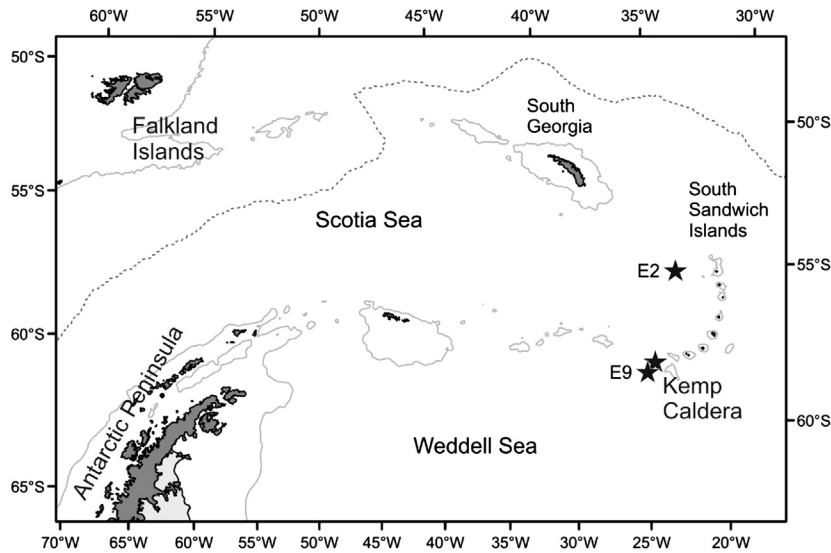 60°W 55°W 50°W 45°W 40°W 35°W 30°W
50°S
Falkland
Islands
South
Georgia
50°S
55°S
Scotia Sea
South
Sandwich
Islands
E2
55°S
60°S
Antarctic Peninsula
E9
Kemp
Caldera
60°S
Weddell Sea
65°S
70°W 65°W 60°W 55°W 50°W 45°W 40°W 35°W 30°W 25°W 20°W